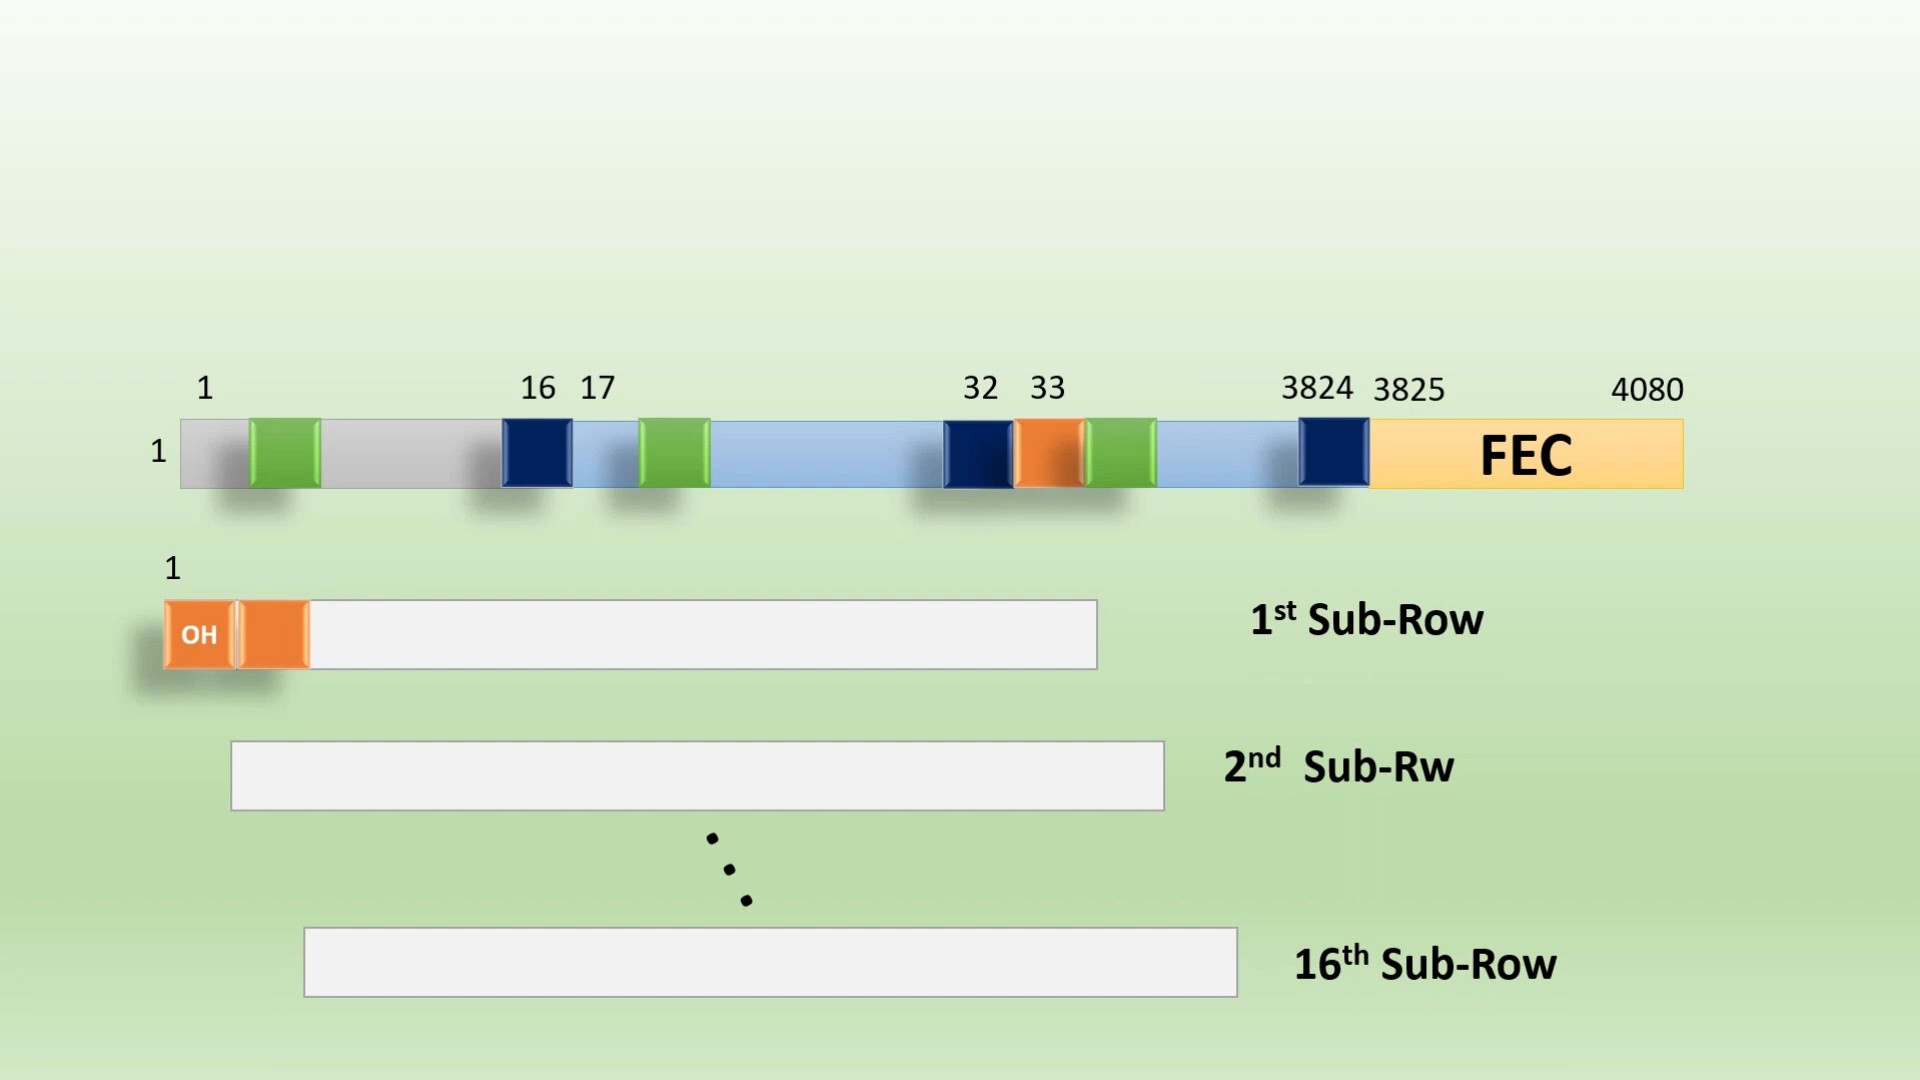 1 16 17 32 33 3824 3825 4080
1 FEC
1
OH 1st Sub-Row
2nd Sub-Rw
16th Sub-Row